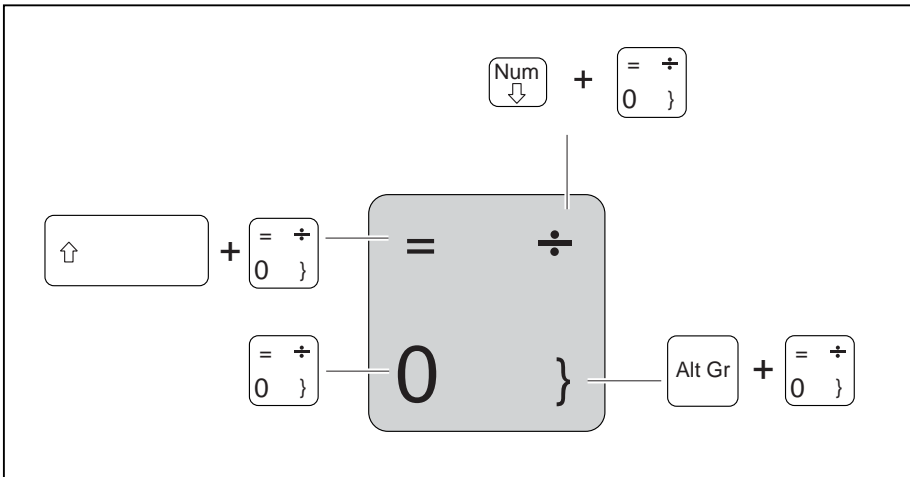 Num + = ÷
⇩ 0 }
⇧ + = ÷
0 }
= ÷
= ÷
0 }
0 }
Alt Gr + = ÷
0 }